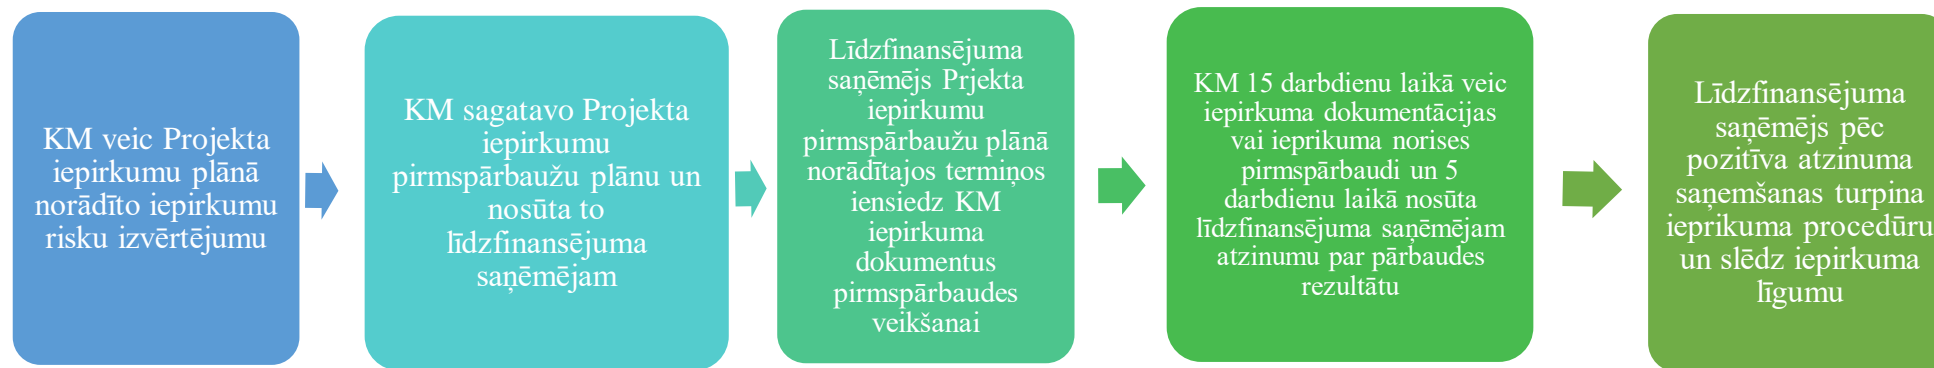 KM veic Projekta
iepirkumu plānā
norādīto iepirkumu
risku izvērtējumu
KM sagatavo Projekta
iepirkumu
pirmspārbaužu plānu un
nosūta to
līdzfinansējuma
saņēmējam
Līdzfinansējuma
saņēmējs Prjekta
iepirkumu
pirmspārbaužu plānā
norādītajos termiņos
iensiedz KM
iepirkuma
dokumentus
pirmspārbaudes
veikšanai
KM 15 darbdienu laikā veic
iepirkuma dokumentācijas
vai ieprikuma norises
pirmspārbaudi un 5
darbdienu laikā nosūta
līdzfinansējuma saņēmējam
atzinumu par pārbaudes
rezultātu
Līdzfinansējuma
saņēmējs pēc
pozitīva atzinuma
saņemšanas turpina
ieprikuma procedūru
un slēdz iepirkuma
līgumu